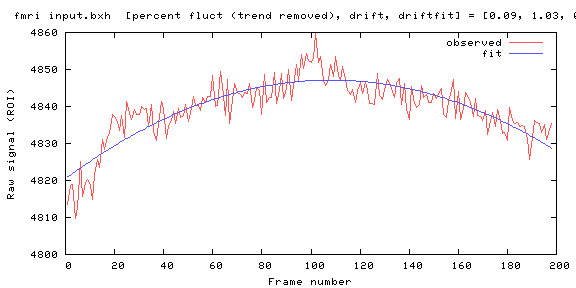 fmri input.bxh [percent fluct (trend removed), drift, driftfit] = [0.09, 1.03,
4860
observed
fit
4850
4840
4830
4820
4810
4800
Raw signal (ROI)
0 20 40 60 80 100 120 140 160 180 200
Frame number